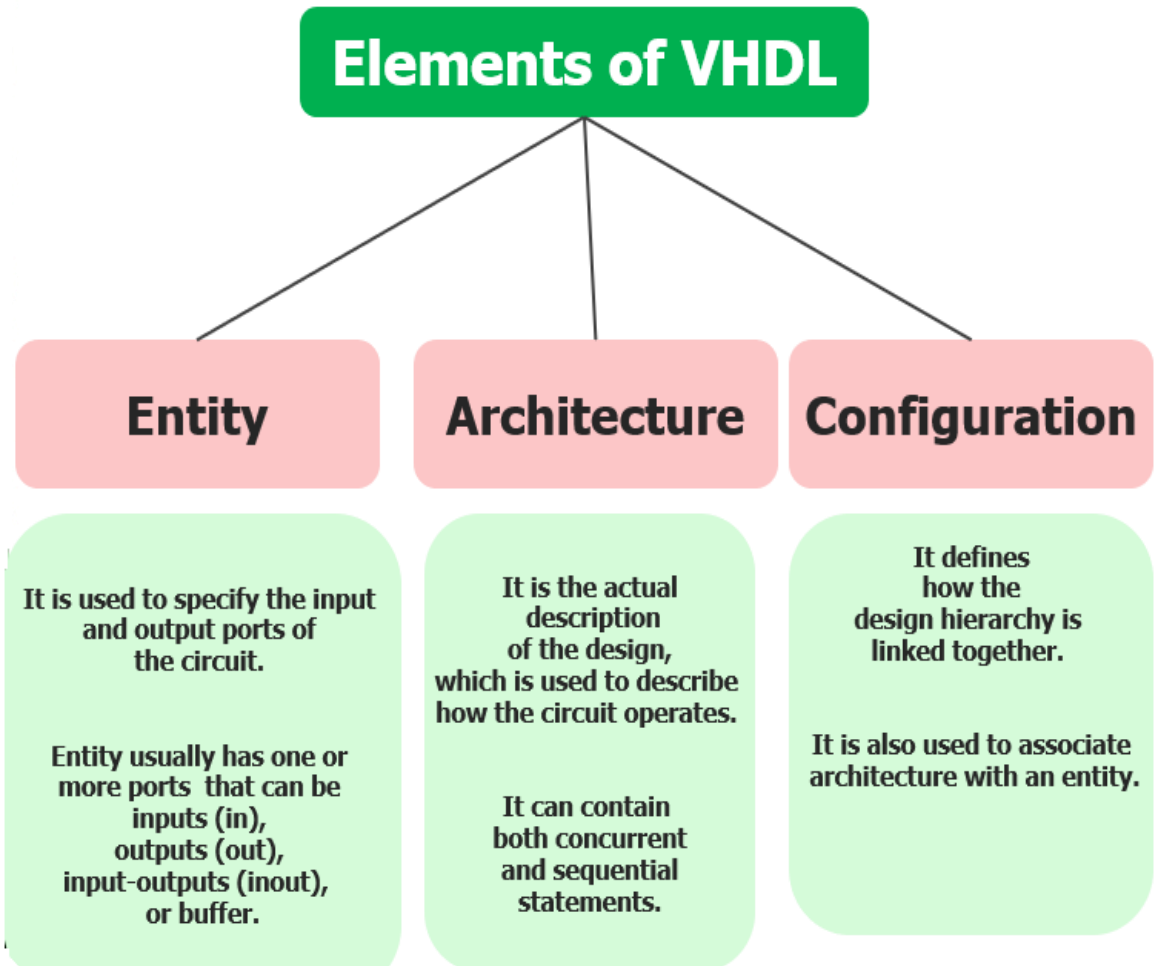 Elements of VHDL
Entity
Architecture
Configuration
It is used to specify the input
and output ports of
the circuit.
Entity usually has one or
more ports that can be
inputs (in),
outputs (out),
input-outputs (inout),
or buffer.
It is the actual
description
of the design,
which is used to describe
how the circuit operates.
It can contain
both concurrent
and sequential
statements.
It defines
how the
design hierarchy is
linked together.
It is also used to associate
architecture with an entity.